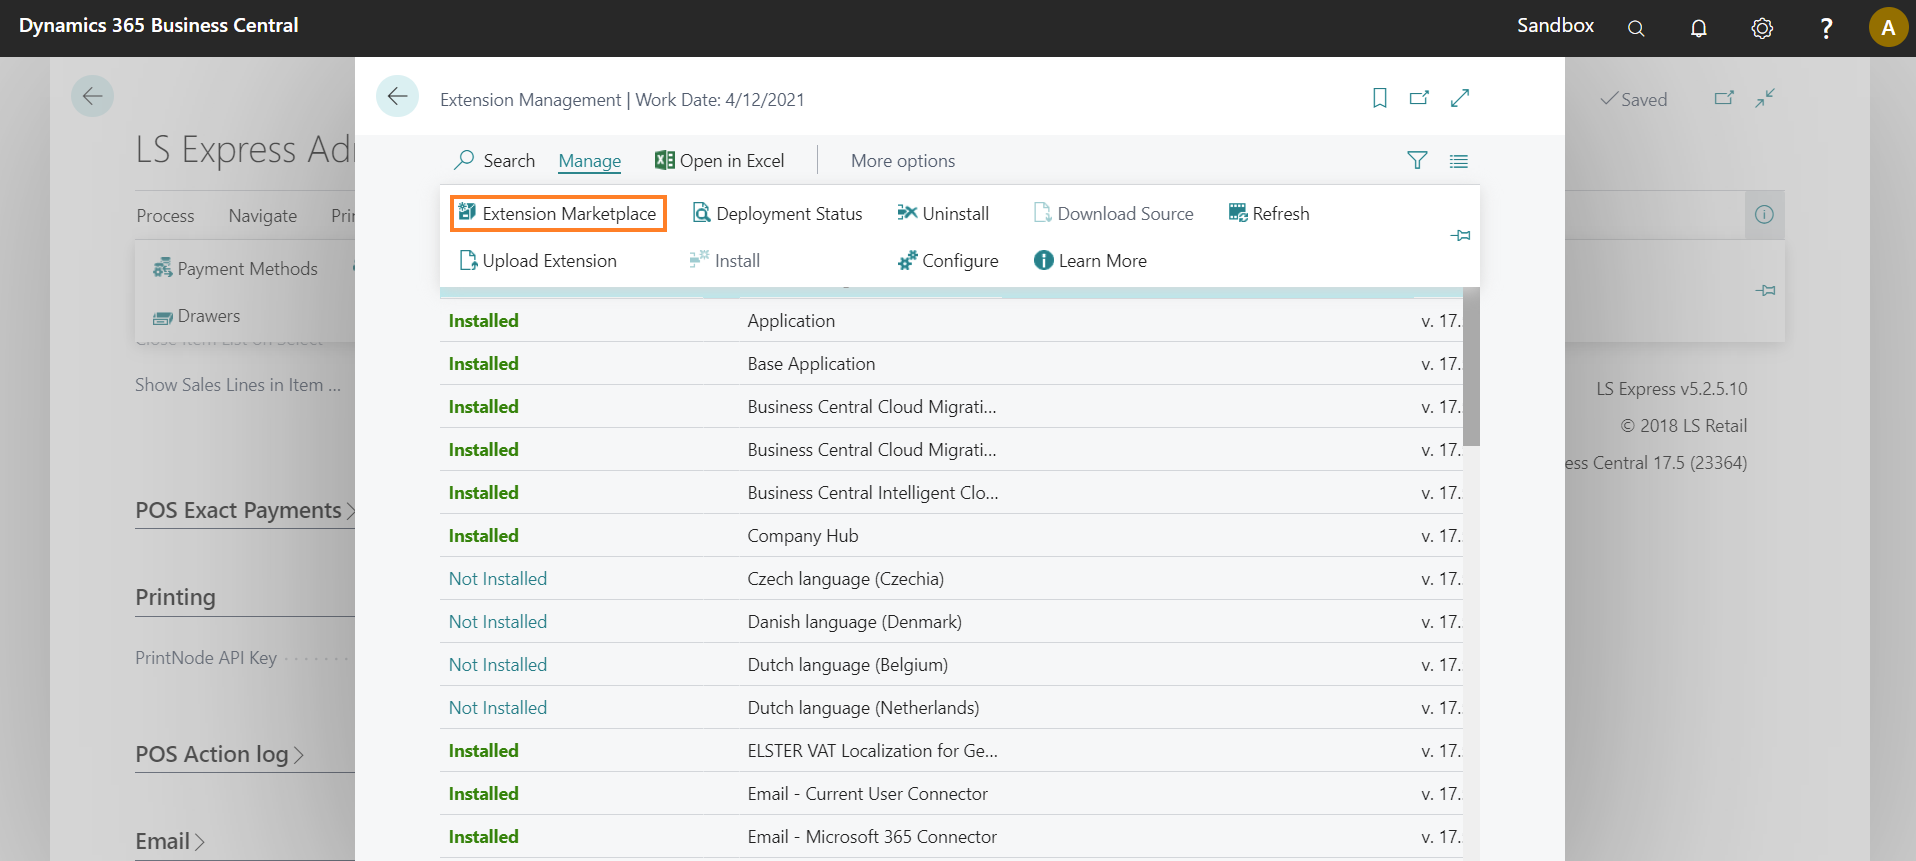 Dynamics 365 Business Central
Sandbox
?
A
Extension Management | Work Date: 4/12/2021
Saved
LS Express Ad
Search
Manage
Open in Excel
More options
Process
Navigate
Pri
Extension Marketplace
Deployment Status
Uninstall
Download Source
Refresh
Upload Extension
Install
Configure
Learn More
Payment Methods
Drawers
Close Item List on Select
Show Sales Lines in Item ...
POS Exact Payments
Printing
PrintNode API Key
POS Action log
Email
Installed Application v. 17.
Installed Base Application v. 17.
Installed Business Central Cloud Migrati... v. 17.
Installed Business Central Cloud Migrati... v. 17.
Installed Business Central Intelligent Clo... v. 17.
Installed Company Hub v. 17.
Not Installed Czech language (Czechia) v. 17.
Not Installed Danish language (Denmark) v. 17.
Not Installed Dutch language (Belgium) v. 17.
Not Installed Dutch language (Netherlands) v. 17.
Installed ELSTER VAT Localization for Ge... v. 17.
Installed Email - Current User Connector v. 17.
Installed Email - Microsoft 365 Connector v. 17.
LS Express v5.2.5.10
© 2018 LS Retail
ess Central 17.5 (23364)